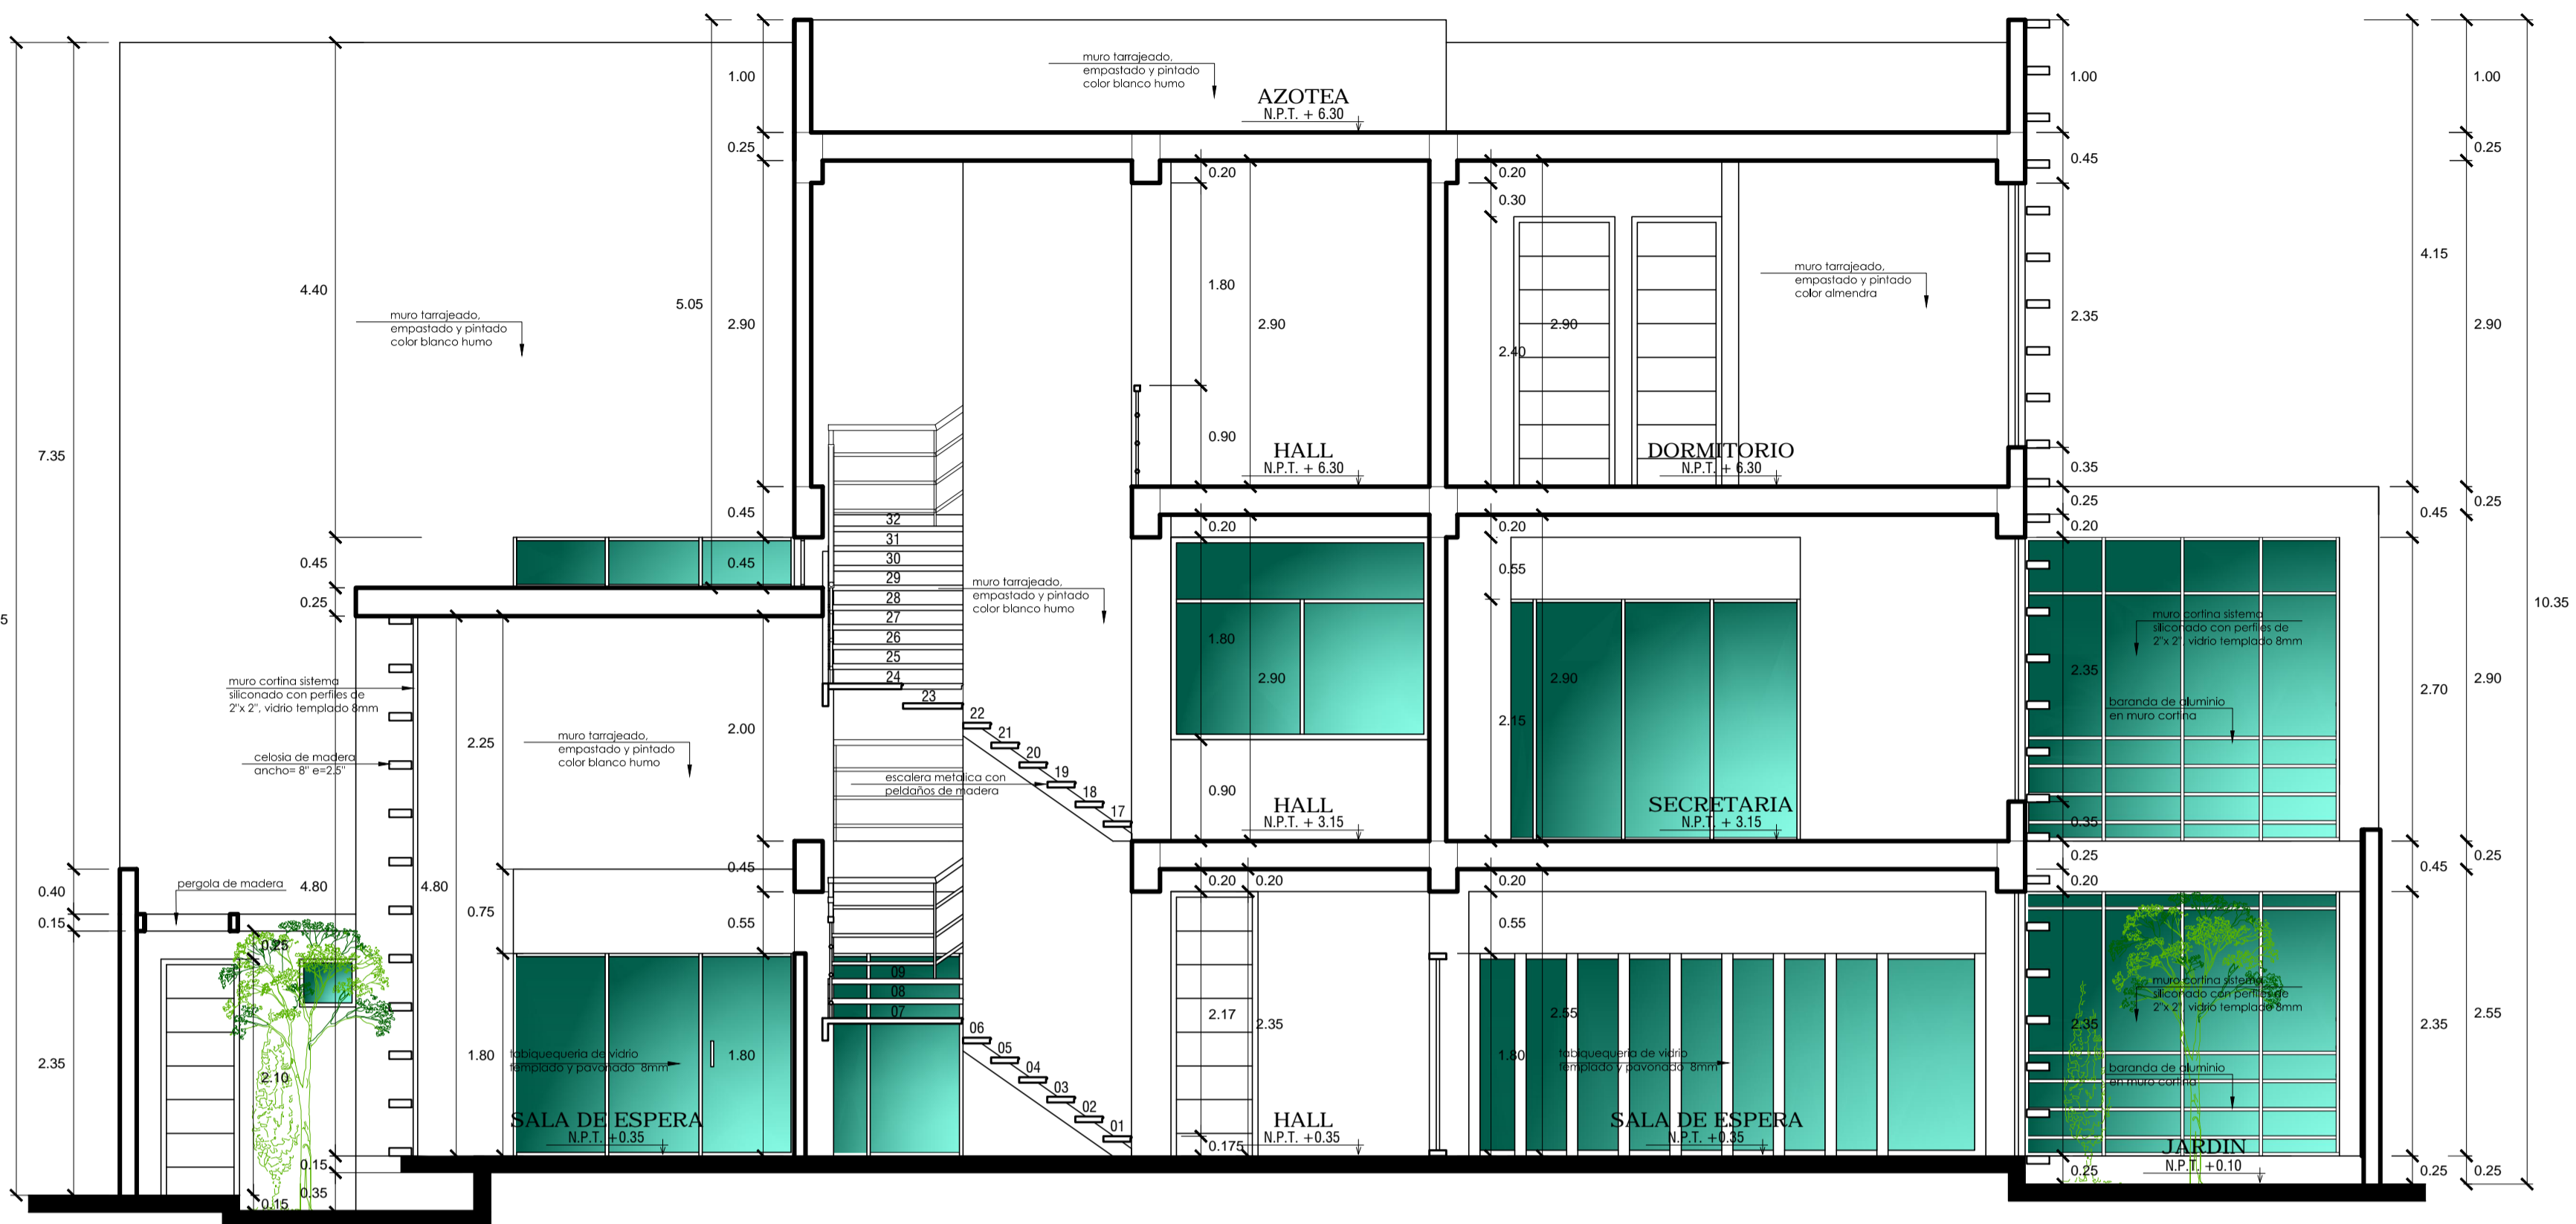 muro tarrajeado,
empastado y pintado
color blanco humo
AZOTEA
N.P.T. + 6.30
1.00
1.00
1.00
0.25
0.45
0.25
0.20
0.20
0.30
4.40
5.05
2.90
muro tarrajeado,
empastado y pintado
color blanco humo
1.80
2.90
2.90
2.40
muro tarrajeado,
empastado y pintado
color almendra
2.35
4.15
2.90
7.35
0.90
HALL
N.P.T. + 6.30
DORMITORIO
N.P.T. + 6.30
0.35
0.25
0.20
0.45
0.25
0.45
0.20
0.20
32
31
30
29
28
27
26
25
24
23
22
21
20
19
18
17
0.45
0.25
0.45
muro tarrajeado,
empastado y pintado
color blanco humo
0.55
1.80
2.90
2.90
2.15
5
10.35
muro cortina sistema
siliconado con perfiles de
2"x 2", vidrio templado 8mm
2.35
baranda de aluminio
en muro cortina
2.70
2.90
muro cortina sistema
siliconado con perfiles de
2"x 2", vidrio templado 8mm
celosia de madera
ancho= 8" e=2.5"
2.25
muro tarrajeado,
empastado y pintado
color blanco humo
2.00
escalera metalica con
peldaños de madera
0.90
HALL
N.P.T. + 3.15
SECRETARIA
N.P.T. + 3.15
0.35
0.25
0.20
0.45
0.25
0.40
0.15
pergola de madera
4.80
4.80
0.75
0.45
0.55
0.20
0.20
0.20
0.55
0.25
2.35
2.10
1.80
tabiquequeria de vidrio
templado y pavonado 8mm
1.80
09
08
07
06
05
04
03
02
01
2.17
2.35
0.175
2.55
1.80
tabiquequeria de vidrio
templado y pavonado 8mm
2.35
muro cortina sistema
siliconado con perfiles de
2"x 2", vidrio templado 8mm
baranda de aluminio
en muro cortina
2.35
2.55
SALA DE ESPERA
N.P.T. +0.35
HALL
N.P.T. +0.35
SALA DE ESPERA
N.P.T. +0.35
JARDIN
N.P.T. +0.10
0.15
0.35
0.15
0.25
0.25
0.25